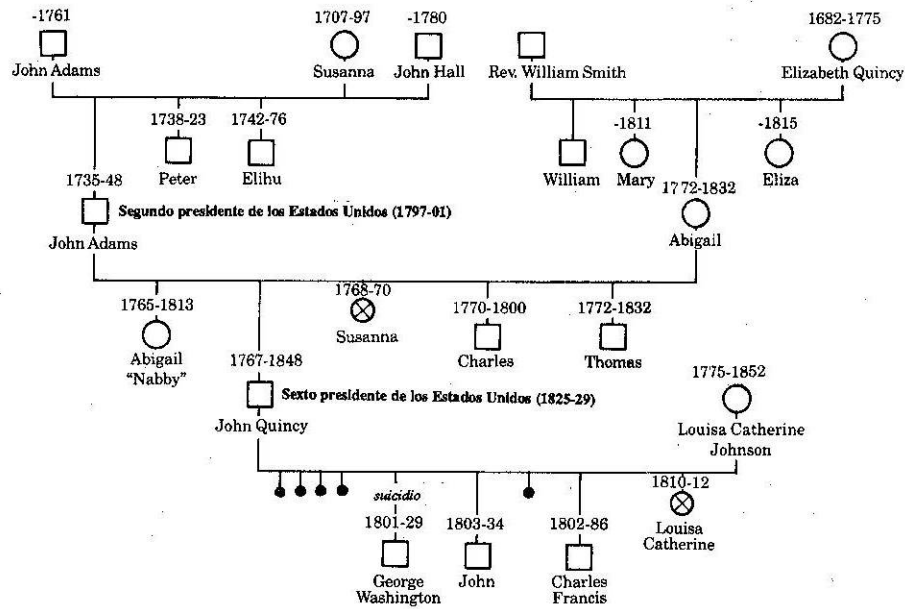 -1761
1707-97
-1780
1682-1775
John Adams
Susanna
John Hall
Rev. William Smith
Elizabeth Quincy
1738-23
1742-76
-1811
-1815
Peter
Elihu
William
Mary
Eliza
1735-48
Segundo presidente de los Estados Unidos (1797-01)
John Adams
1772-1832
Abigail
1765-1813
1768-70
1770-1800
1772-1832
Abigail
"Nabby"
Susanna
Charles
Thomas
1767-1848
Sexto presidente de los Estados Unidos (1825-29)
John Quincy
1775-1852
Louisa Catherine
Johnson
suicidio
1801-29
1803-34
1802-86
1810-12
George
Washington
John
Charles
Francis
Louisa
Catherine